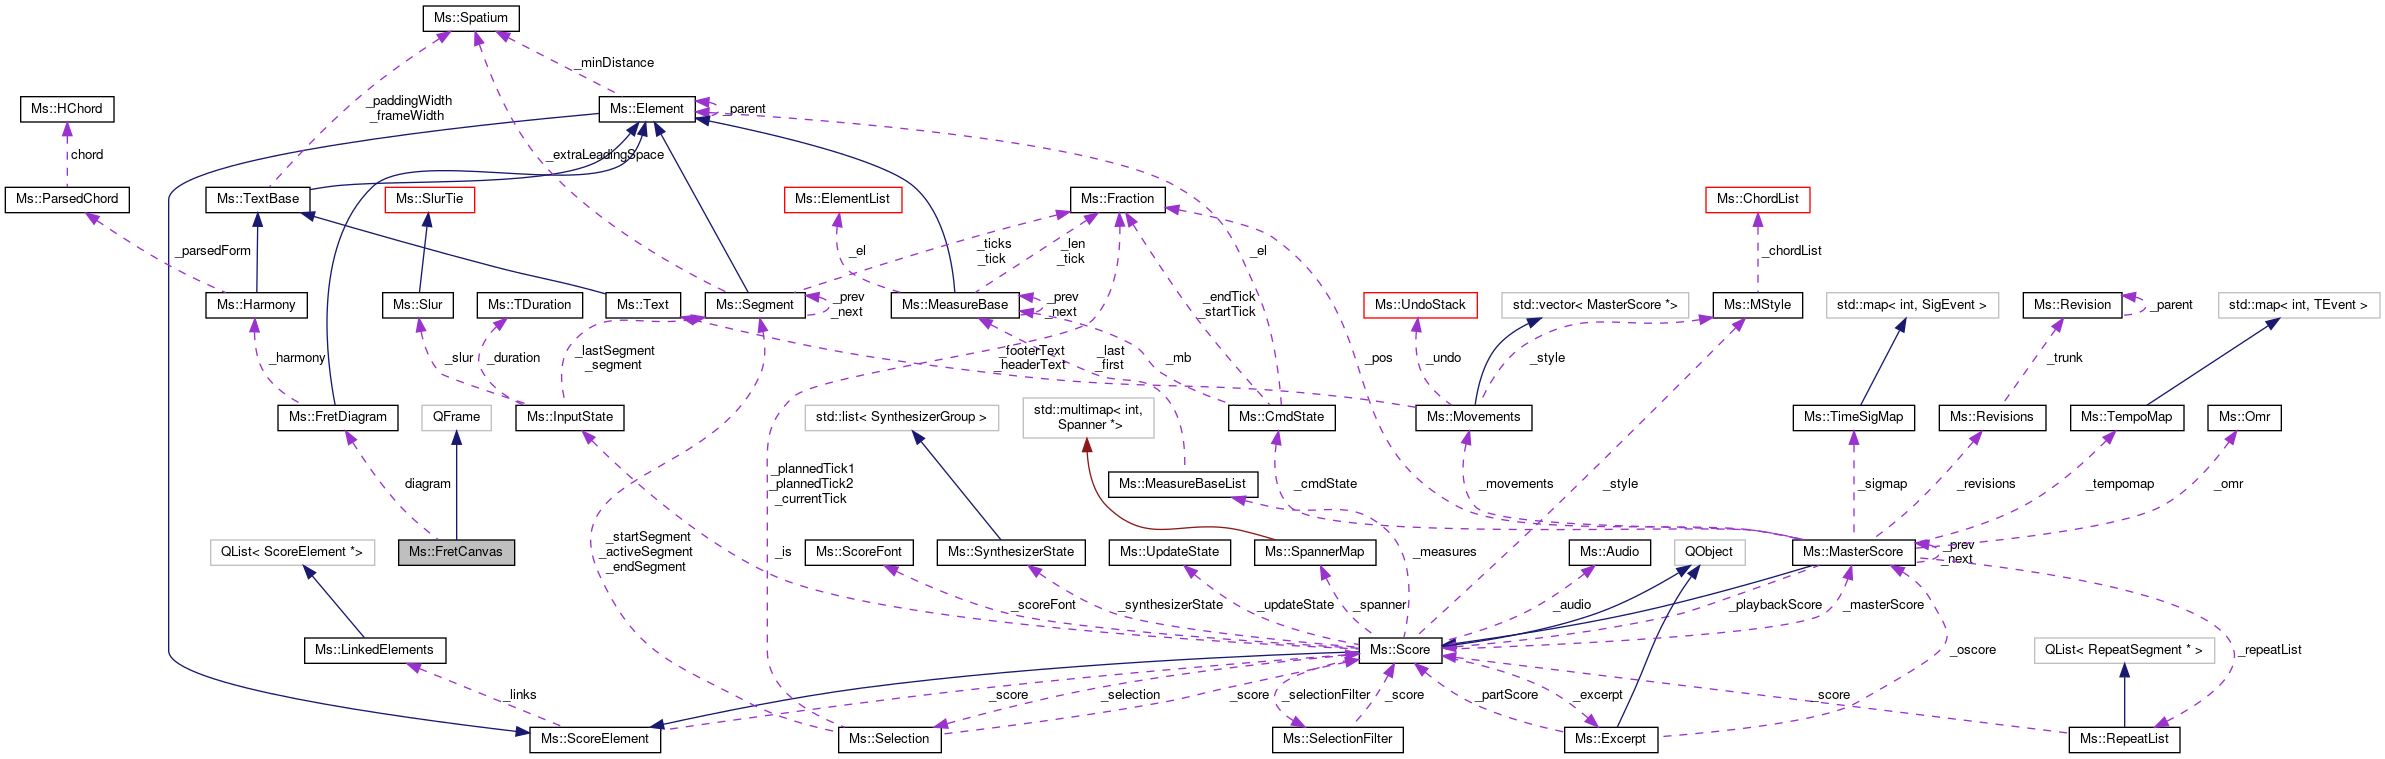 Ms::Spatium
_minDistance
Ms::HChord
_paddingWidth
_frameWidth
Ms::Element
_parent
chord
_extraLeadingSpace
Ms::ParsedChord
Ms::TextBase
Ms::SlurTie
Ms::ElementList
Ms::Fraction
Ms::ChordList
_parsedForm
_el
_ticks
_tick
_len
_tick
_el
_chordList
Ms::Harmony
Ms::Slur
Ms::TDuration
Ms::Text
Ms::Segment
_prev
_next
Ms::MeasureBase
_prev
_next
_endTick
_startTick
Ms::UndoStack
std::vector< MasterScore *>
Ms::MStyle
std::map< int, SigEvent >
Ms::Revision
_parent
std::map< int, TEvent >
_harmony
_slur
_duration
_lastSegment
_segment
_footerText
_headerText
_last
_first
_mb
_pos
_undo
_style
_trunk
Ms::FretDiagram
QFrame
Ms::InputState
std::list< SynthesizerGroup >
std::multimap< int,
Spanner *>
Ms::CmdState
Ms::Movements
Ms::TimeSigMap
Ms::Revisions
Ms::TempoMap
Ms::Omr
diagram
_plannedTick1
_plannedTick2
_currentTick
Ms::MeasureBaseList
_cmdState
_movements
_style
_sigmap
_revisions
_tempomap
_omr
QList< ScoreElement *>
Ms::FretCanvas
_startSegment
_activeSegment
_endSegment
_is
Ms::ScoreFont
Ms::SynthesizerState
Ms::UpdateState
Ms::SpannerMap
_measures
Ms::Audio
QObject
Ms::MasterScore
_prev
_next
_scoreFont
_synthesizerState
_updateState
_spanner
_audio
_playbackScore
_masterScore
Ms::LinkedElements
Ms::Score
_oscore
QList< RepeatSegment * >
_repeatList
_links
_score
_selection
_score
_selectionFilter
_score
_partScore
_excerpt
_score
Ms::ScoreElement
Ms::Selection
Ms::SelectionFilter
Ms::Excerpt
Ms::RepeatList